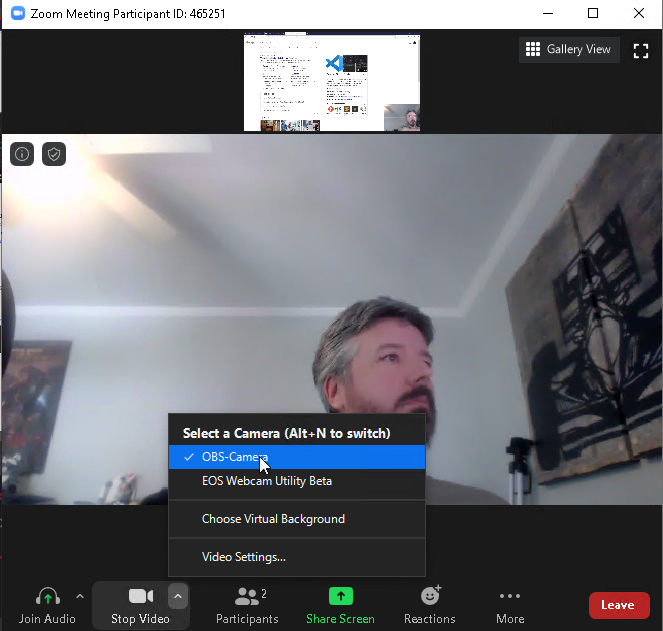 Zoom Meeting Participant ID: 465251
Gallery View
Select a Camera (Alt+N to switch)
OBS-Camera
EOS Webcam Utility Beta
Choose Virtual Background
Video Settings...
2
Join Audio
Stop Video
Participants
Share Screen
Reactions
More
Leave